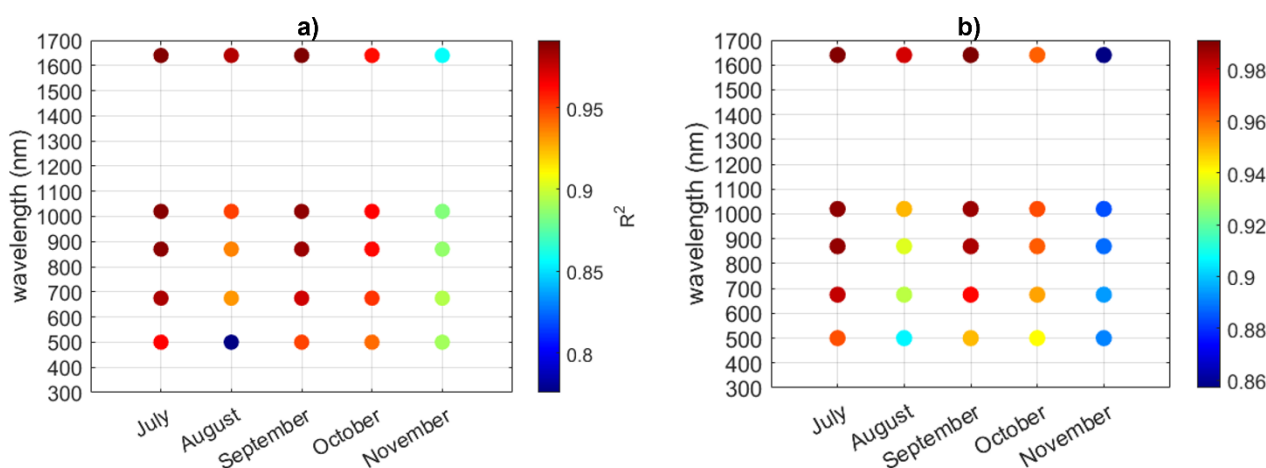 a)
wavelength (nm)
1700
1600
1500
1400
1300
1200
1100
1000
900
800
700
600
500
400
300
July
August
September
October
November
0.95
0.9
0.85
0.8
R²
b)
wavelength (nm)
1700
1600
1500
1400
1300
1200
1100
1000
900
800
700
600
500
400
300
July
August
September
October
November
0.98
0.96
0.94
0.92
0.9
0.88
0.86